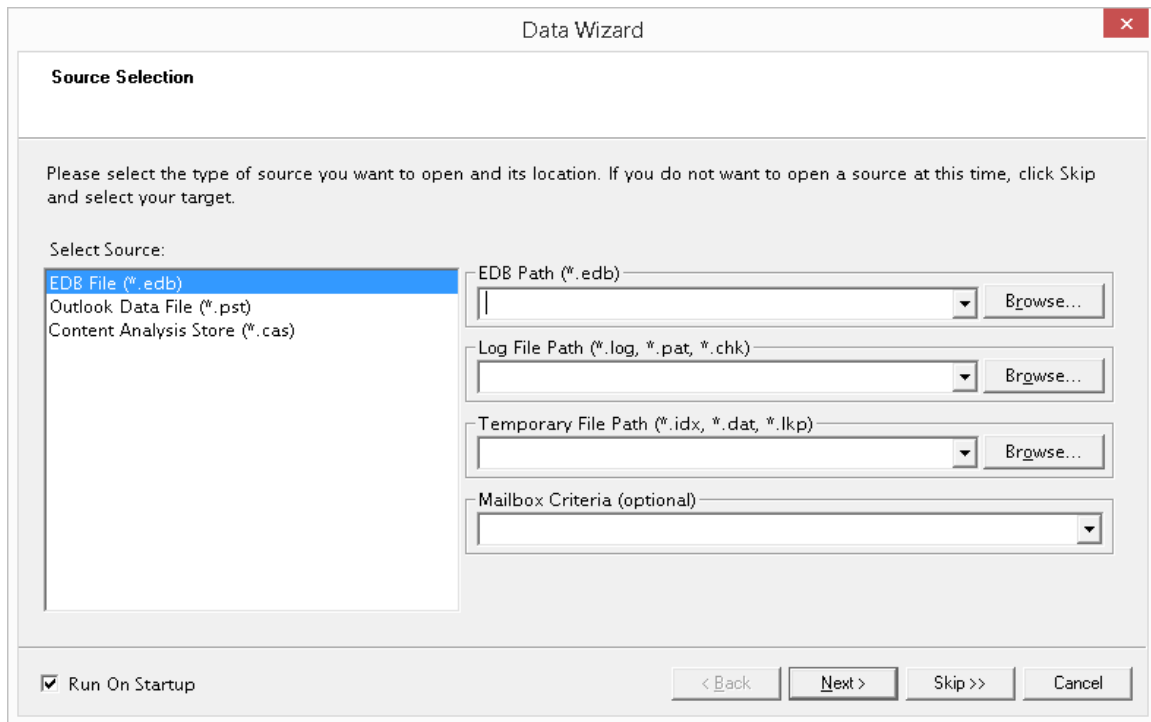 Data Wizard
Source Selection
Please select the type of source you want to open and its location. If you do not want to open a source at this time, click Skip
and select your target.
Select Source:
EDB File (*.edb)
Outlook Data File (*.pst)
Content Analysis Store (*.cas)
EDB Path (*.edb)
Browse...
Log File Path (*.log, *.pat, *.chk)
Browse...
Temporary File Path (*.idx, *.dat, *.lkp)
Browse...
Mailbox Criteria (optional)
Run On Startup
< Back
Next >
Skip >>
Cancel